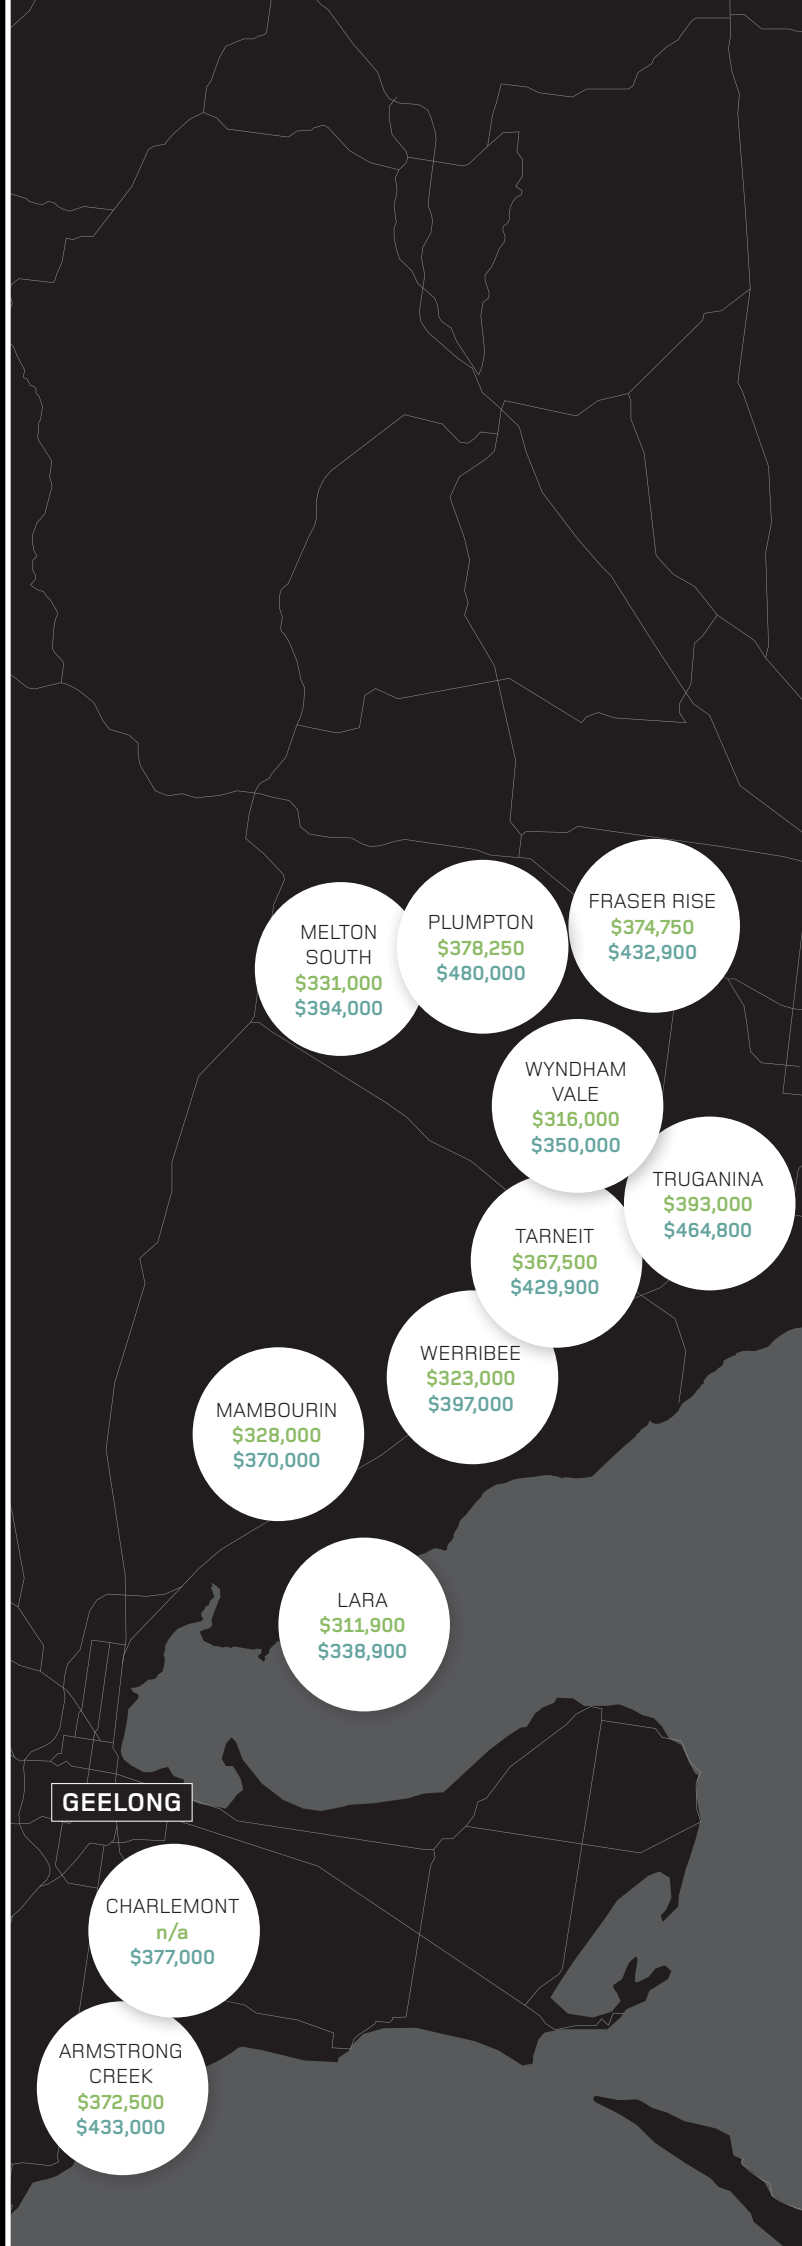 FRASER RISE
$374,750
$432,900
PLUMPTON
$378,250
$480,000
MELTON
SOUTH
$331,000
$394,000
WYNDHAM
VALE
$316,000
$350,000
TRUGANINA
$393,000
$464,800
TARNEIT
$367,500
$429,900
WERRIBEE
$323,000
$397,000
MAMBOURIN
$328,000
$370,000
LARA
$311,900
$338,900
GEELONG
CHARLEMONT
n/a
$377,000
ARMSTRONG
CREEK
$372,500
$433,000